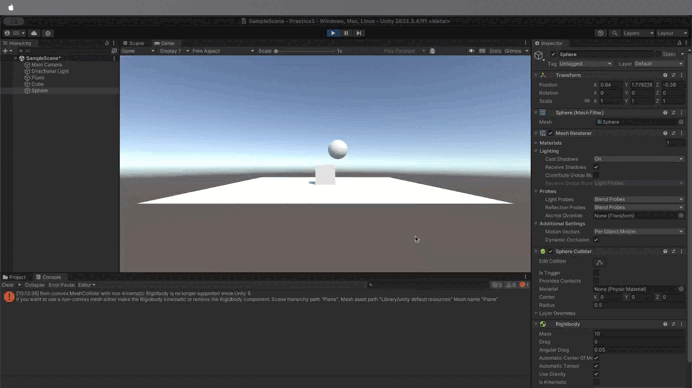 SampleScene - Practice3 - Windows, Mac, Linux - Unity 2022.3.47f1 <Metal>
Layers
Layout
Hierarchy
Scene
Game
Inspector
Game
Display 1
Free Aspect
Scale
1x
Play Focused
Stats
Gizmos
All
SampleScene*
Main Camera
Directional Light
Plane
Cube
Sphere
Sphere
Static
Tag Untagged
Layer Default
Transform
Position X 0.84 Y 1.778228 Z -0.38
Rotation X 0 Y 0 Z 0
Scale X 1 Y 1 Z 1
Sphere (Mesh Filter)
Mesh Sphere
Mesh Renderer
Materials 1
Lighting
Cast Shadows On
Receive Shadows
Contribute Global
Receive Global Light Probes
Probes
Light Probes Blend Probes
Reflection Probes Blend Probes
Anchor Override None (Transform)
Additional Settings
Motion Vectors Per Object Motion
Dynamic Occlusion
Sphere Collider
Edit Collider
Is Trigger
Provides Contacts
Material None (Physic Material)
Center X 0 Y 0 Z 0
Radius 0.5
Layer Overrides
Rigidbody
Mass 10
Drag 0
Angular Drag 0.05
Automatic Center Of M
Automatic Tensor
Use Gravity
Is Kinematic
Project
Console
Clear
Error Pause
Editor
Non-convex MeshCollider with non-kinematic Rigidbody is no longer supported since Unity 5.
If you want to use a non-convex mesh either make the Rigidbody kinematic or remove the Rigidbody component. Scene hierarchy path "Plane", Mesh asset path "Library/unity default resources" Mesh name "Plane"